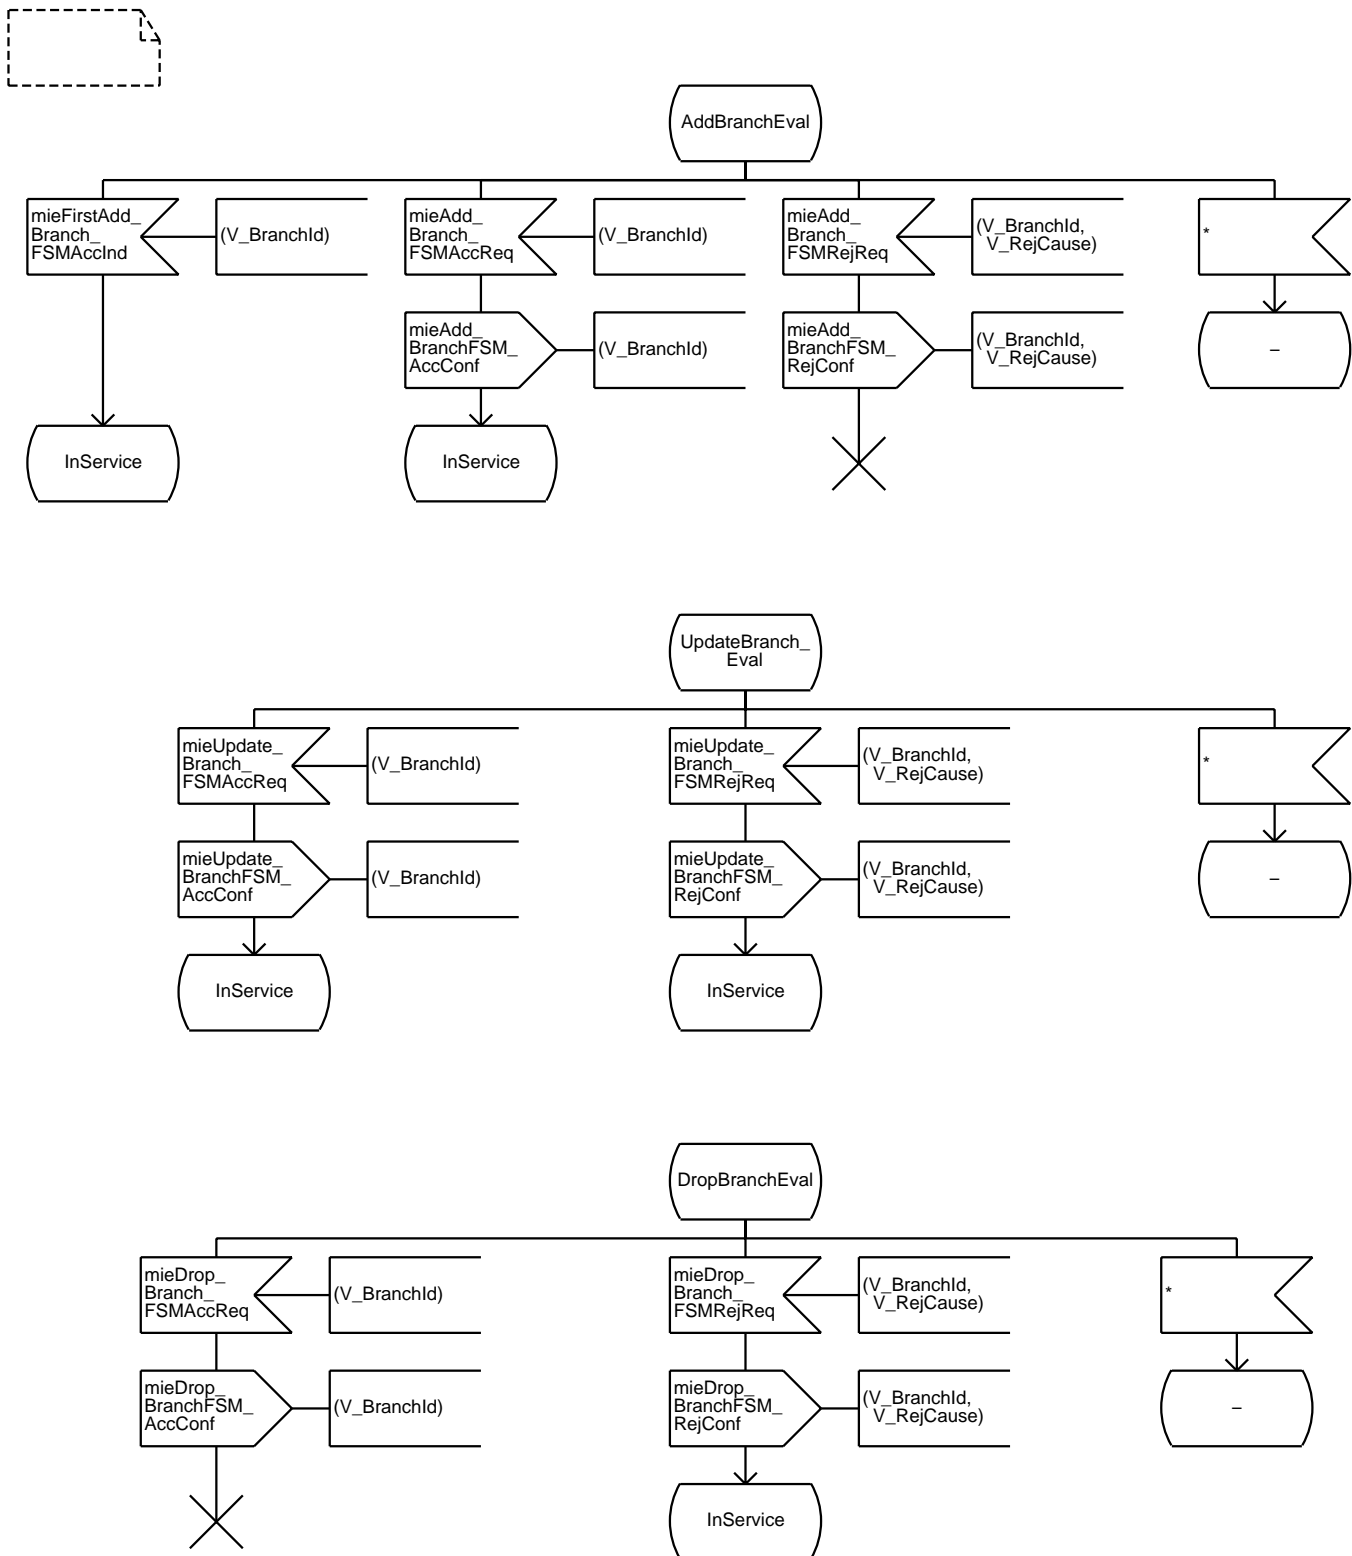 AddBranchEval
mieFirstAdd_
Branch_
FSMAccInd
(V_BranchId)
mieAdd_
Branch_
FSMAccReq
(V_BranchId)
mieAdd_
Branch_
FSMRejReq
(V_BranchId,
V_RejCause)
*
mieAdd_
BranchFSM_
AccConf
(V_BranchId)
mieAdd_
BranchFSM_
RejConf
(V_BranchId,
V_RejCause)
–
InService
InService
UpdateBranch_
Eval
mieUpdate_
Branch_
FSMAccReq
(V_BranchId)
mieUpdate_
Branch_
FSMRejReq
(V_BranchId,
V_RejCause)
*
mieUpdate_
BranchFSM_
AccConf
(V_BranchId)
mieUpdate_
BranchFSM_
RejConf
(V_BranchId,
V_RejCause)
–
InService
InService
DropBranchEval
mieDrop_
Branch_
FSMAccReq
(V_BranchId)
mieDrop_
Branch_
FSMRejReq
(V_BranchId,
V_RejCause)
*
mieDrop_
BranchFSM_
AccConf
(V_BranchId)
mieDrop_
BranchFSM_
RejConf
(V_BranchId,
V_RejCause)
–
InService